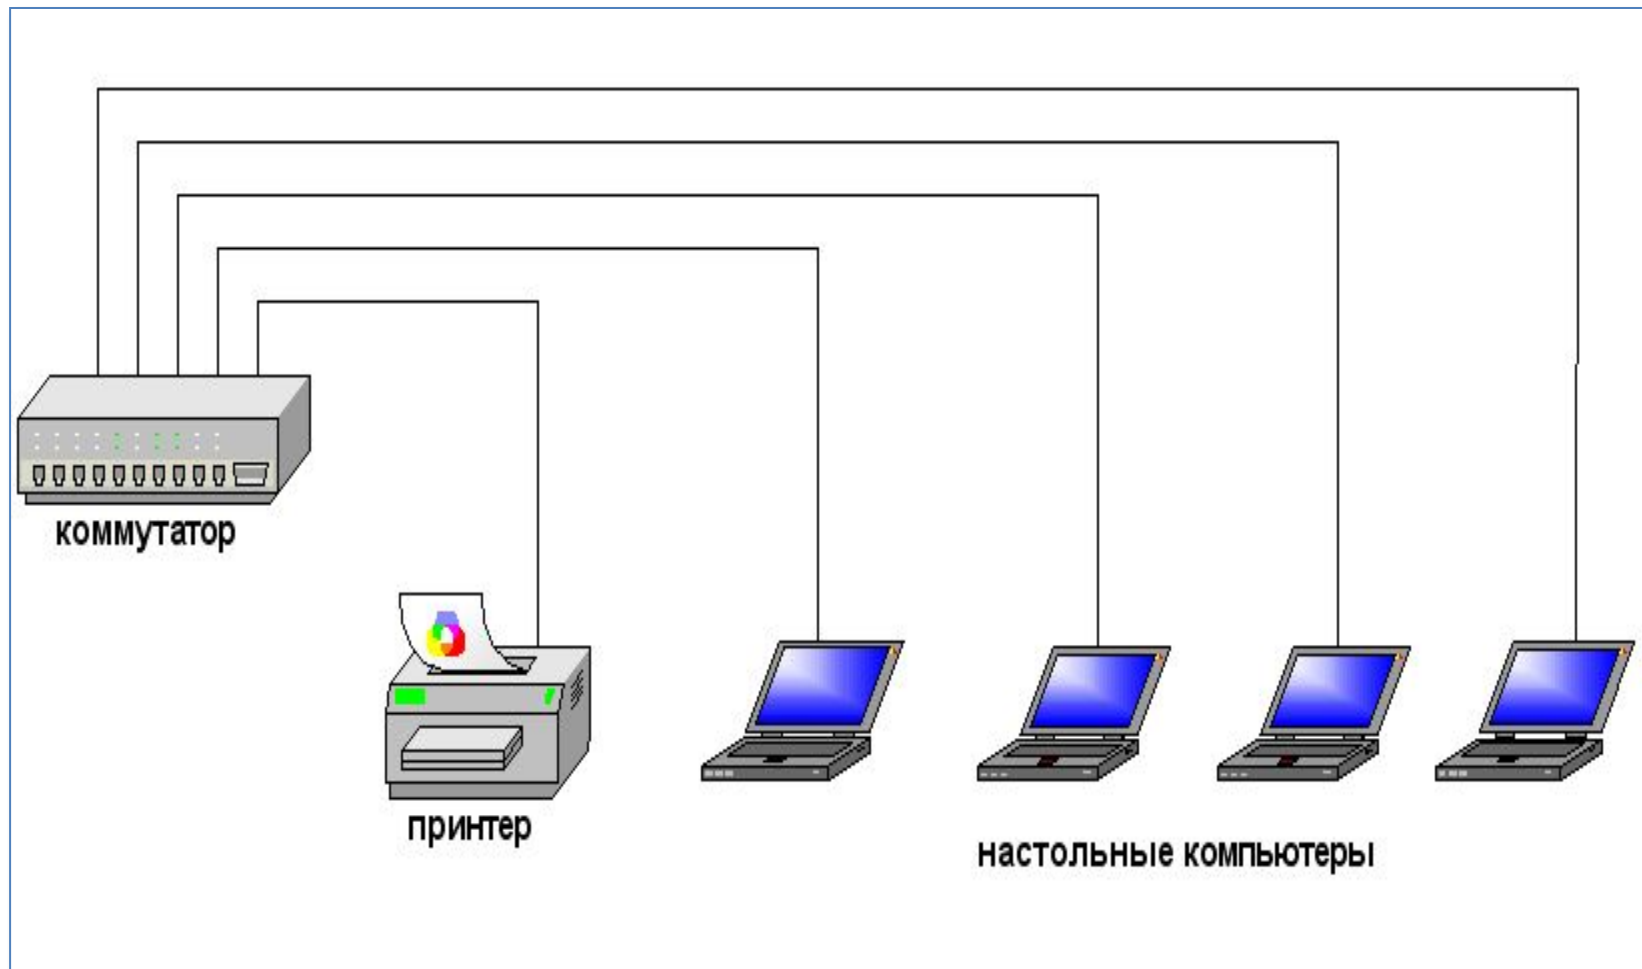 коммутатор
принтер
настольные компьютеры